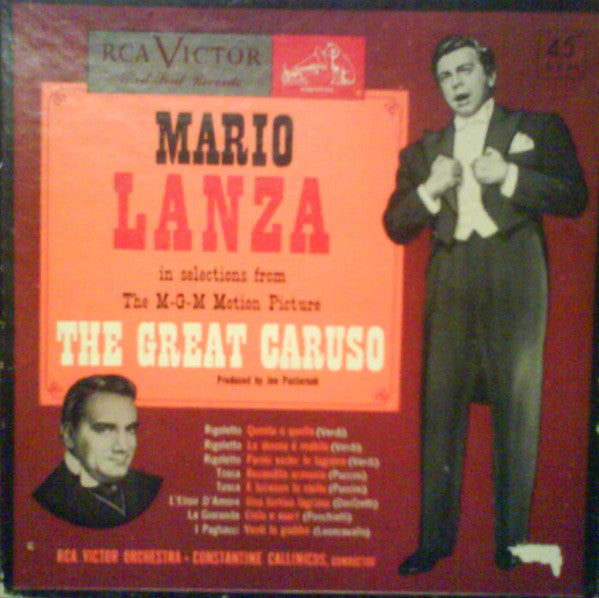 RCA VICTOR
Red Seal Records
45
R.P.M.
MARIO
LANZA
in selections from
The M-G-M Motion Picture
THE GREAT CARUSO
Produced by Joe Pasternak
Rigoletto Questa o quella (Verdi)
Rigoletto La donna è mobile (Verdi)
Rigoletto Parmi veder le lagrime (Verdi)
Tosca Recondita armonia (Puccini)
Tosca E lucevan le stelle (Puccini)
L'Elisir D'Amore Una furtiva lagrima (Donizetti)
La Gioconda Cielo e mar! (Ponchielli)
I Pagliacci Vesti la giubba (Leoncavallo)
RCA VICTOR ORCHESTRA • CONSTANTINE CALLINICOS, CONDUCTOR